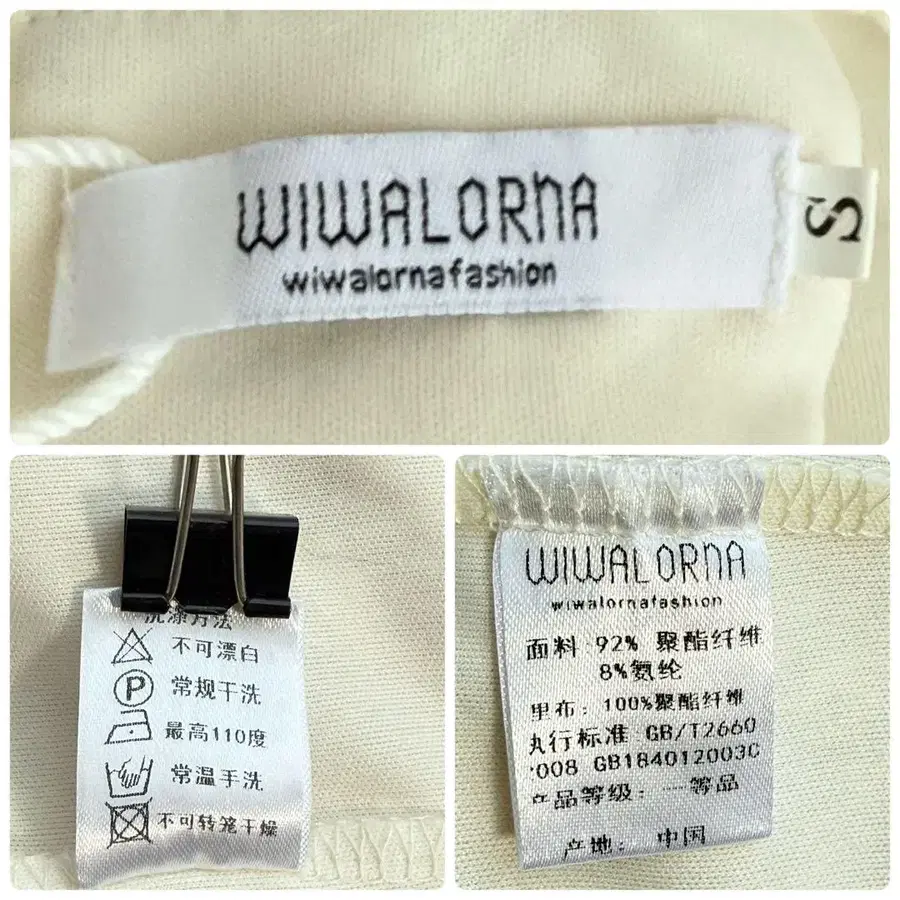 WIWALORNA
wiwalornafashion
S
洗涤方法
不可漂白
P 常规干洗
最高110度
常温手洗
不可转笼干燥
WIWALORNA
wiwalornafashion
面料 92% 聚酯纤维
8%氨纶
里布: 100%聚酯纤维
执行标准 GB/T2660
008 GB184012003C
产品等级: 一等品
产地: 中国